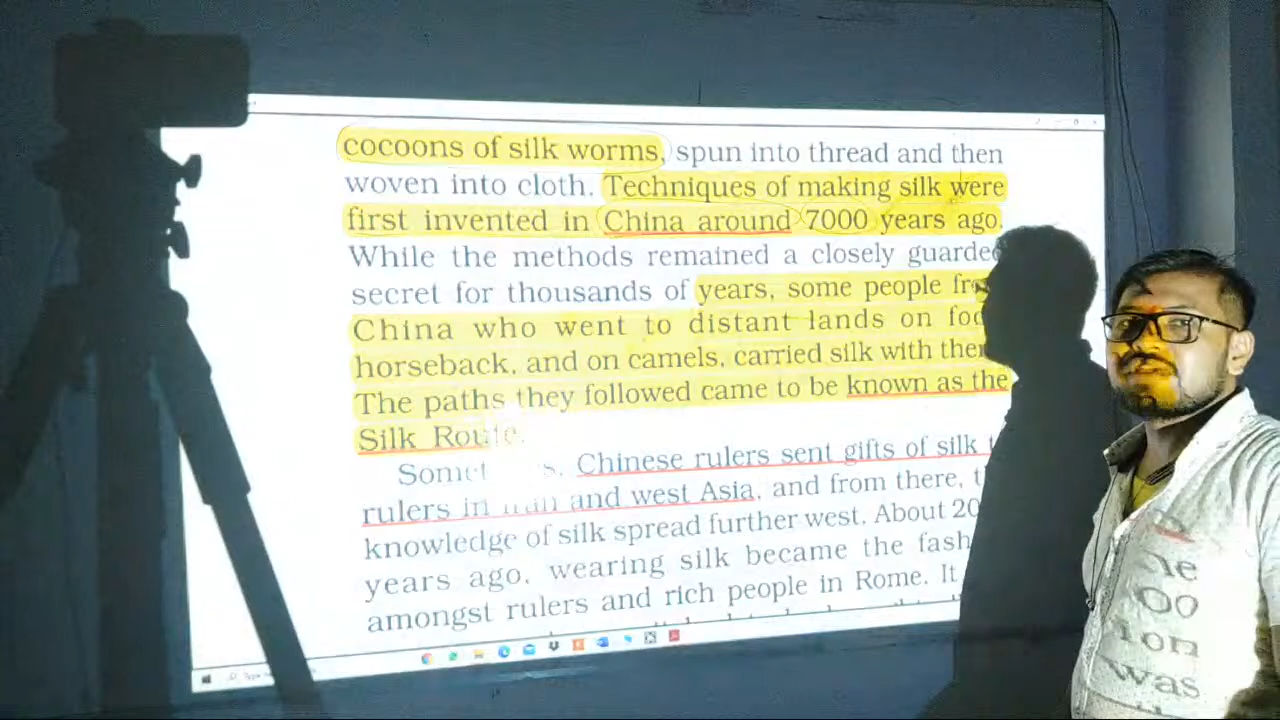 cocoons of silk worms, spun into thread and then
woven into cloth. Techniques of making silk were
first invented in China around 7000 years ago.
While the methods remained a closely guarded
secret for thousands of years, some people
China who went to distant lands on
horseback, and on camels, carried silk with
The paths they followed came to be known as the
Silk Route.
Chinese rulers sent gifts of silk
rulers in and west Asia, and from there,
knowledge of silk spread further west. About
years ago, wearing silk became the
amongst rulers and rich people in Rome. It
ion
was